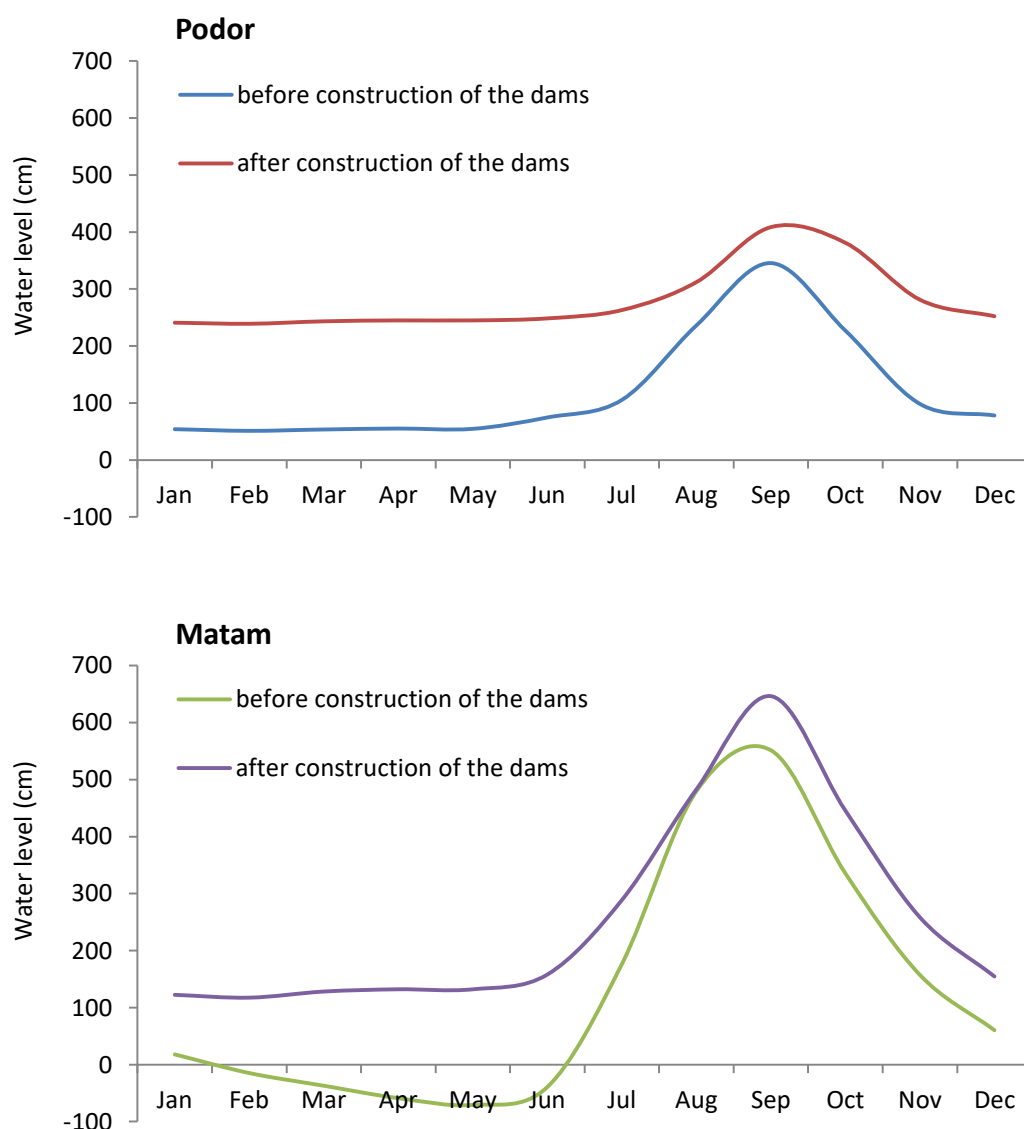 Podor
700
600
500
400
300
200
100
0
-100
Water level (cm)
before construction of the dams
after construction of the dams
Jan Feb Mar Apr May Jun Jul Aug Sep Oct Nov Dec
Matam
700
600
500
400
300
200
100
0
-100
Water level (cm)
before construction of the dams
after construction of the dams
Jan Feb Mar Apr May Jun Jul Aug Sep Oct Nov Dec